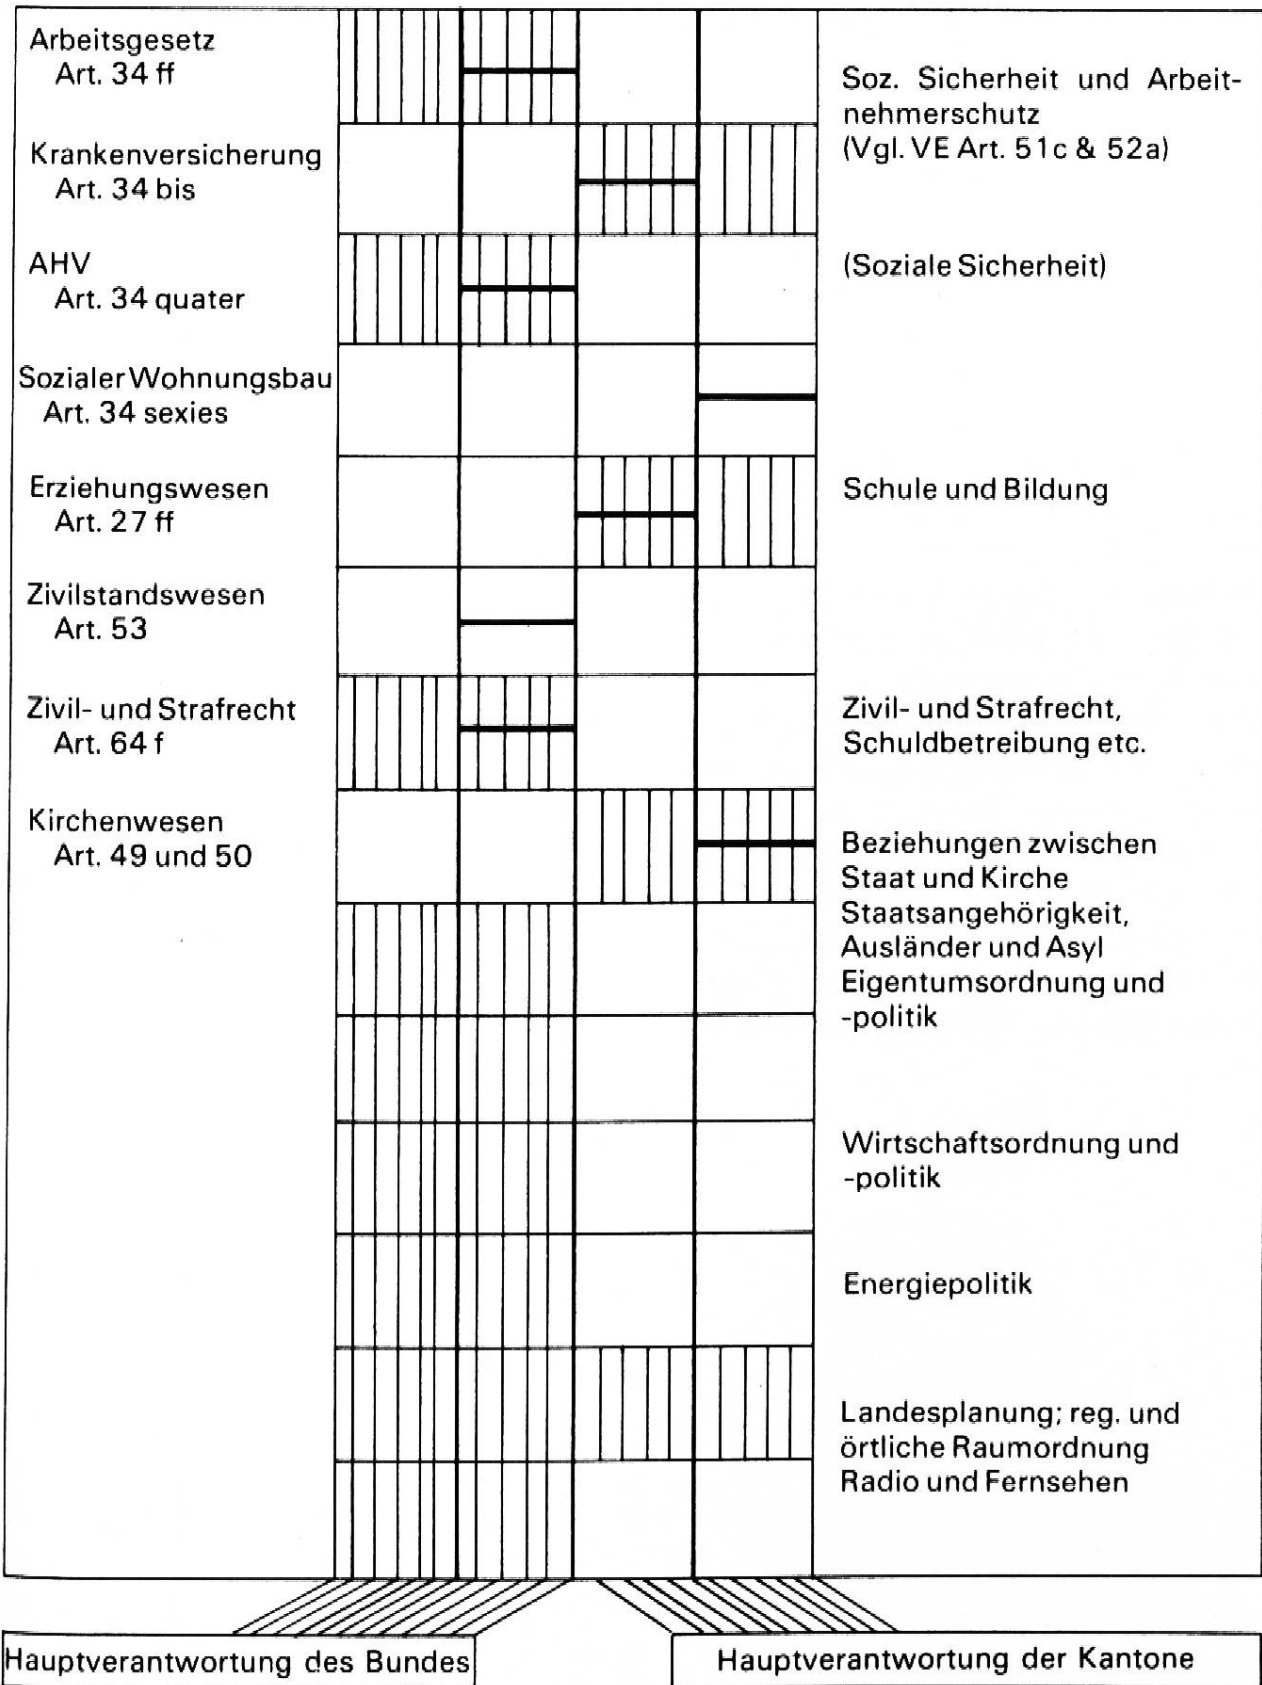 Arbeitsgesetz
Art. 34 ff
Krankenversicherung
Art. 34 bis
AHV
Art. 34 quater
Sozialer Wohnungsbau
Art. 34 sexies
Erziehungswesen
Art. 27 ff
Zivilstandswesen
Art. 53
Zivil- und Strafrecht
Art. 64 f
Kirchenwesen
Art. 49 und 50
Soz. Sicherheit und Arbeit-
nehmerschutz
(Vgl. VE Art. 51c & 52a)
(Soziale Sicherheit)
Schule und Bildung
Zivil- und Strafrecht,
Schuldbetreibung etc.
Beziehungen zwischen
Staat und Kirche
Staatsangehörigkeit,
Ausländer und Asyl
Eigentumsordnung und
-politik
Wirtschaftsordnung und
-politik
Energiepolitik
Landesplanung; reg. und
örtliche Raumordnung
Radio und Fernsehen
Hauptverantwortung des Bundes
Hauptverantwortung der Kantone